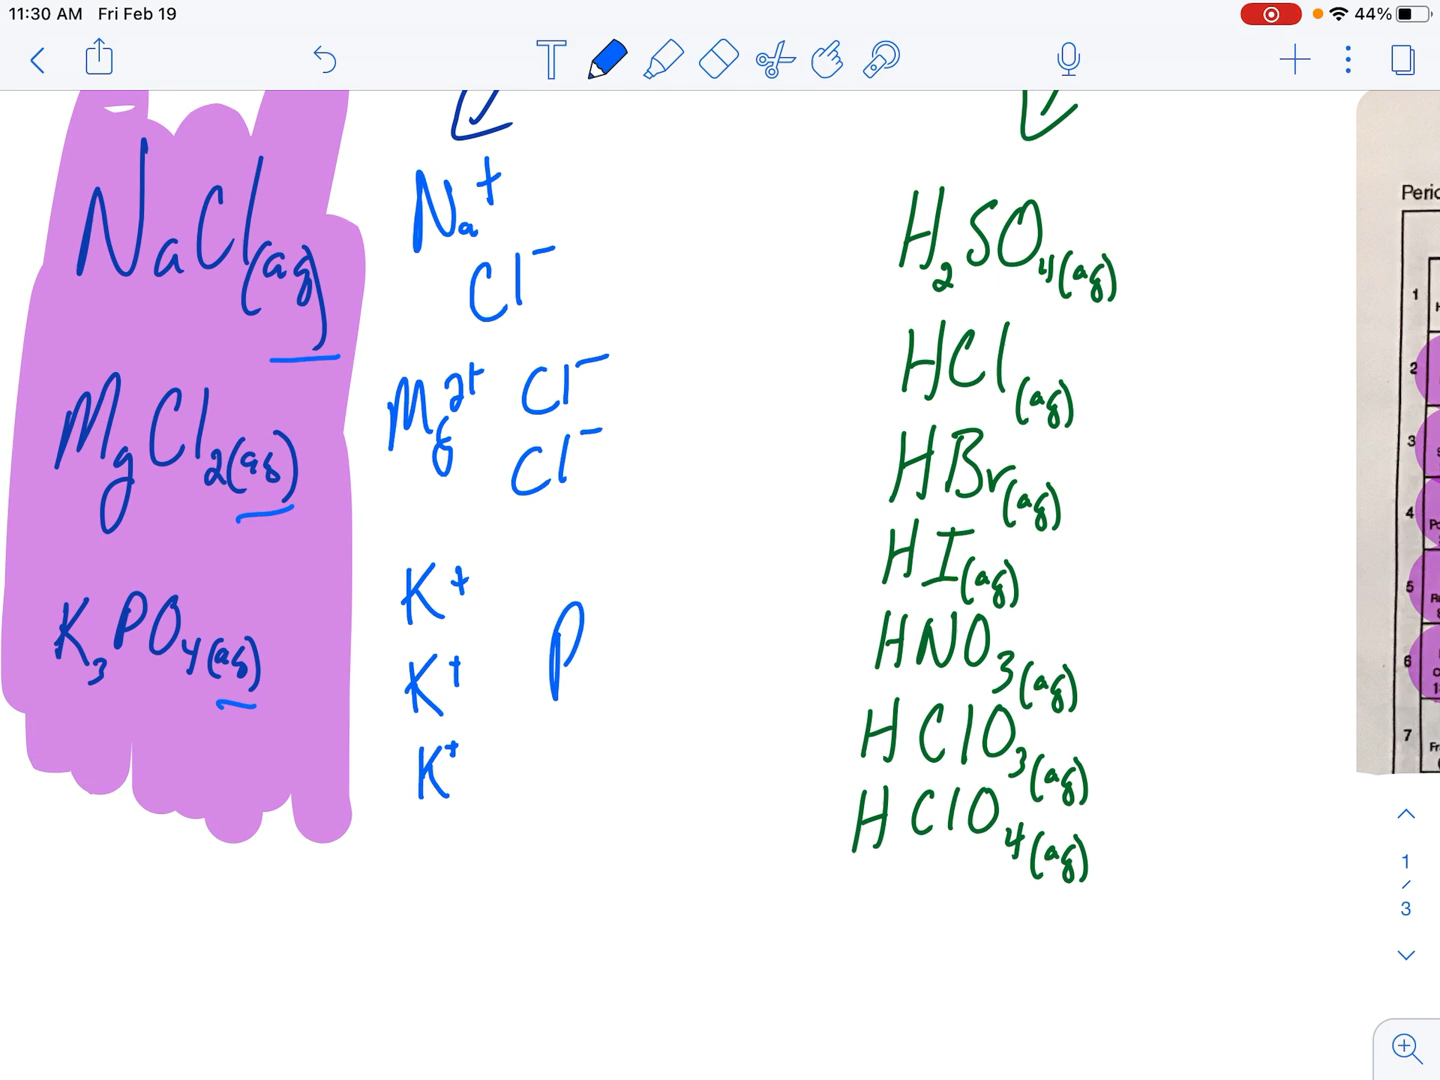 11:30 AM Fri Feb 19
44%
NaCl(aq)
Na+
Cl−
MgCl2(aq)
Mg2+ Cl−
Cl−
K3PO4(aq)
K+ P
K+
K+
H2SO4(aq)
HCl(aq)
HBr(aq)
HI(aq)
HNO3(aq)
HClO3(aq)
HClO4(aq)
1
2
3
4
5
6
7
1
/
3